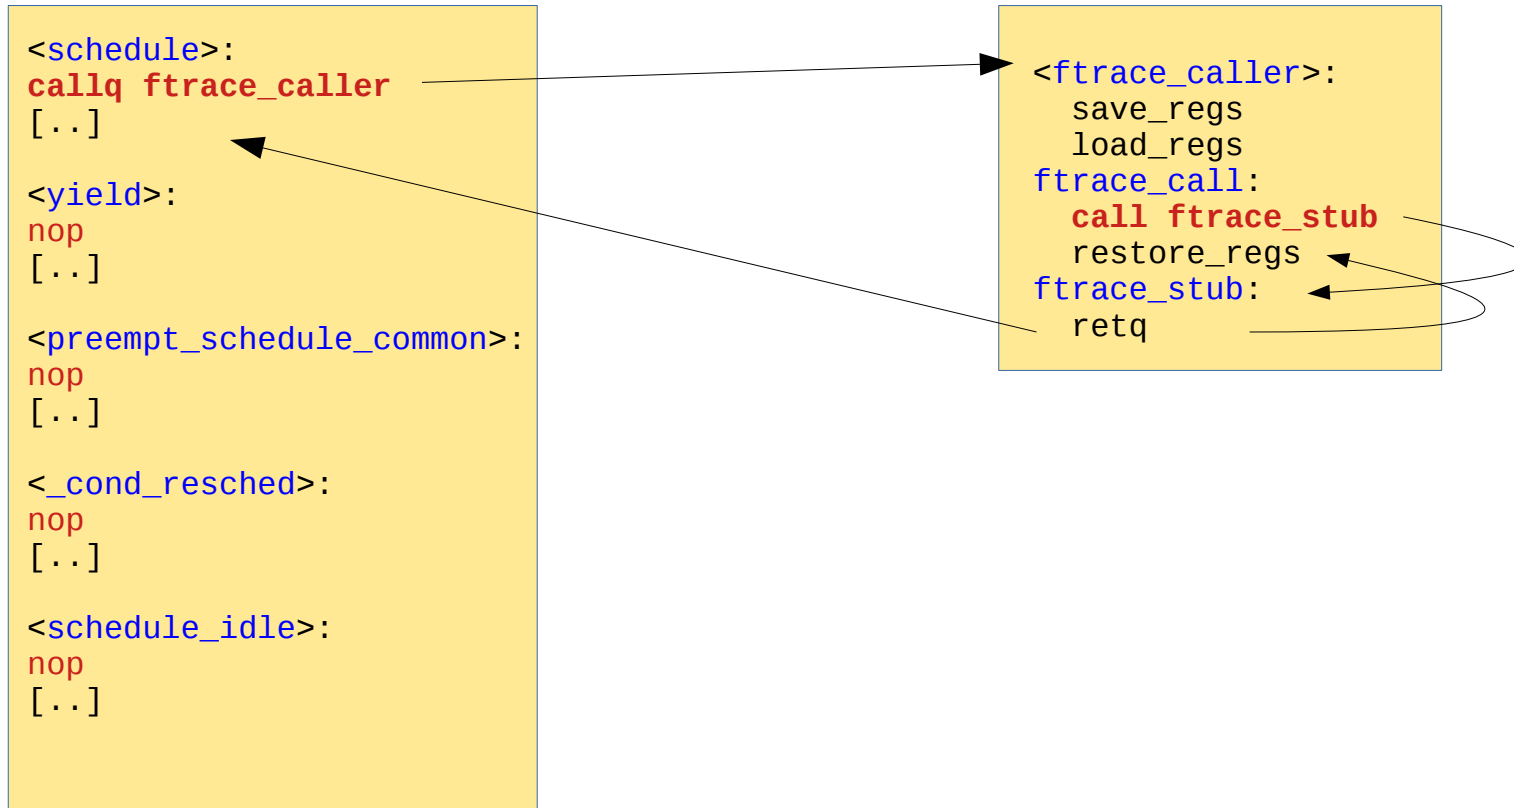 <schedule>:
callq ftrace_caller
[..]
<yield>:
nop
[..]
<preempt_schedule_common>:
nop
[..]
<_cond_resched>:
nop
[..]
<schedule_idle>:
nop
[..]
<ftrace_caller>:
save_regs
load_regs
ftrace_call:
call ftrace_stub
restore_regs
ftrace_stub:
retq